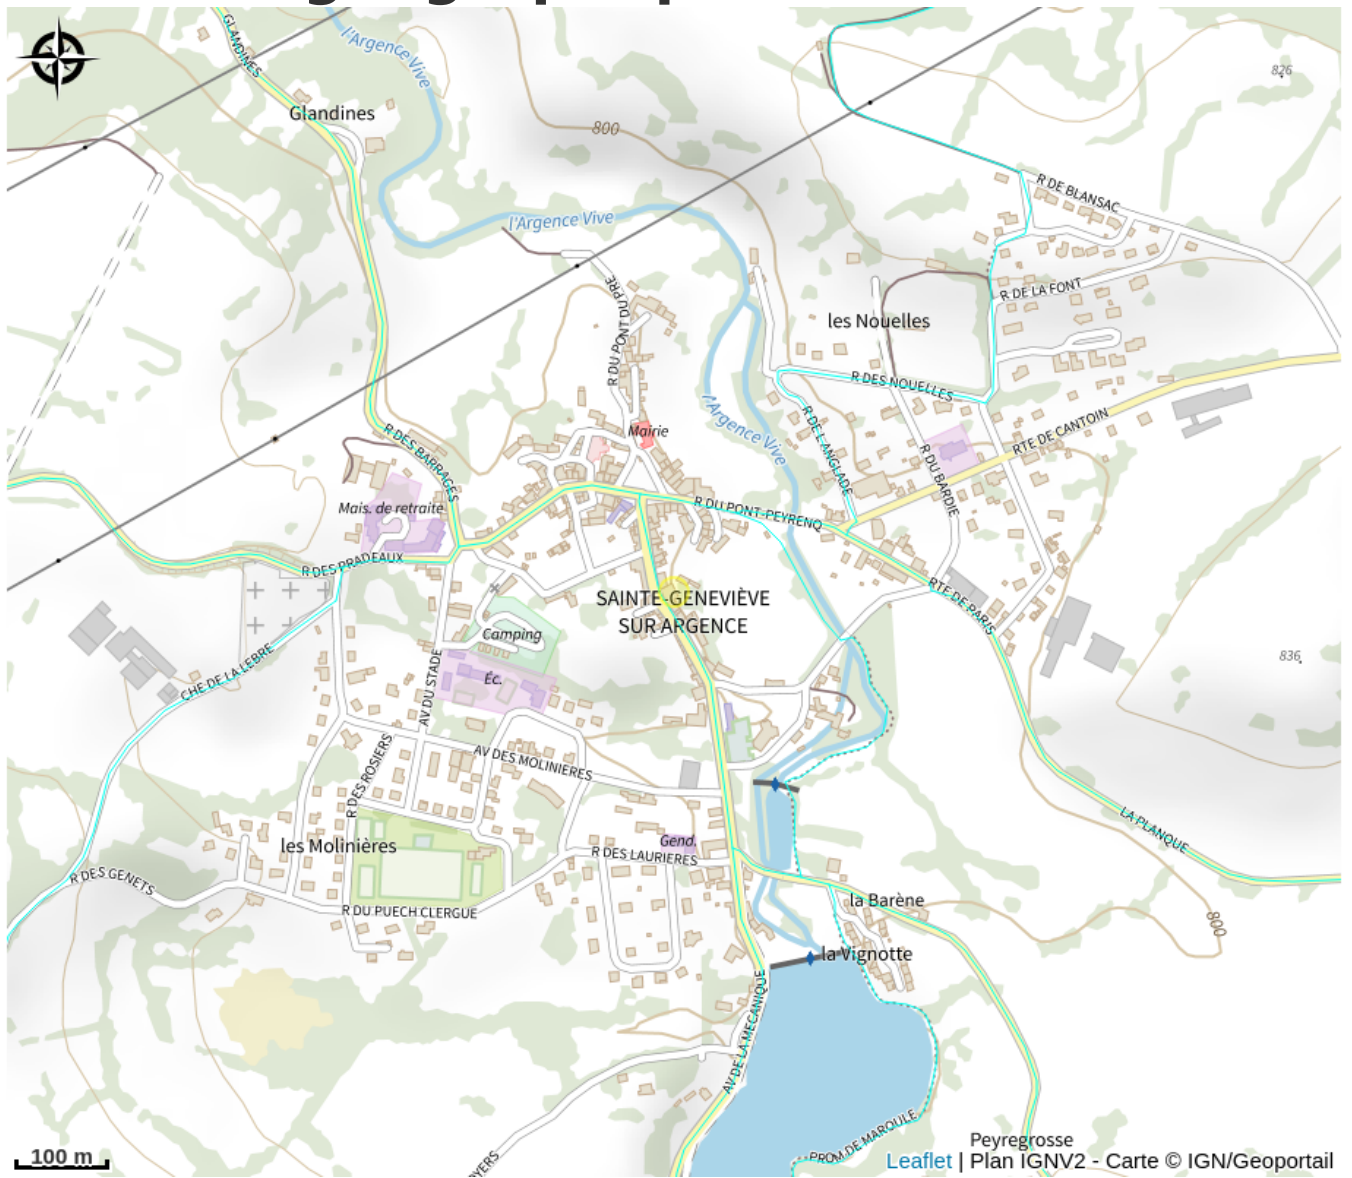 GLANDINES
l'Argence Vive
826
Glandines
800
R DE BLANSAC
l'Argence Vive
R DE LA FONT
R DU PONT DU PRE
les Nouelles
R DES NOUELLES
l'Argence Vive
R DE LANGLADE
RTE DE CANTOIN
Mairie
R DES BARRAGES
R DU BARDIE
Mais. de retraite
R DU PONT-PEYRENQ
R DES PRADEAUX
RTE DE PARIS
SAINTE-GENEVIÈVE
SUR ARGENCE
Camping
836
CHE DE LA LEBRE
Éc.
AV DU STADE
AV DES MOLINIERES
R DES ROSIERS
LA PLANQUE
les Molinières
Gend.
R DES LAURIERES
R DES GENETS
R DU PUECH CLERGUE
la Barène
800
la Vignotte
AV DE LA MECANIQUE
PROM DE MAROULE
Peyregrosse
100 m
YERS
Leaflet | Plan IGNV2 - Carte © IGN/Geoportail